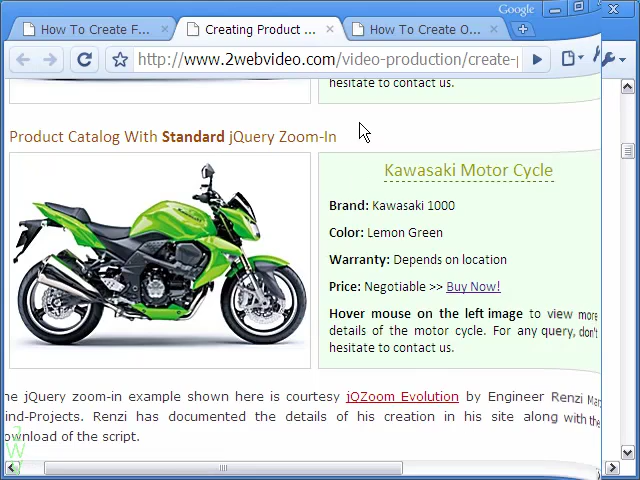 Google
How To Create F...
Creating Product ...
How To Create O...
http://www.2webvideo.com/video-production/create-p
hesitate to contact us.
Product Catalog With Standard jQuery Zoom-In
Kawasaki Motor Cycle
Brand: Kawasaki 1000
Color: Lemon Green
Warranty: Depends on location
Price: Negotiable >> Buy Now!
Hover mouse on the left image to view more
details of the motor cycle. For any query, don't
hesitate to contact us.
he jQuery zoom-in example shown here is courtesy jQZoom Evolution by Engineer Renzi Mar
ind-Projects. Renzi has documented the details of his creation in his site along with the
ownload of the script.